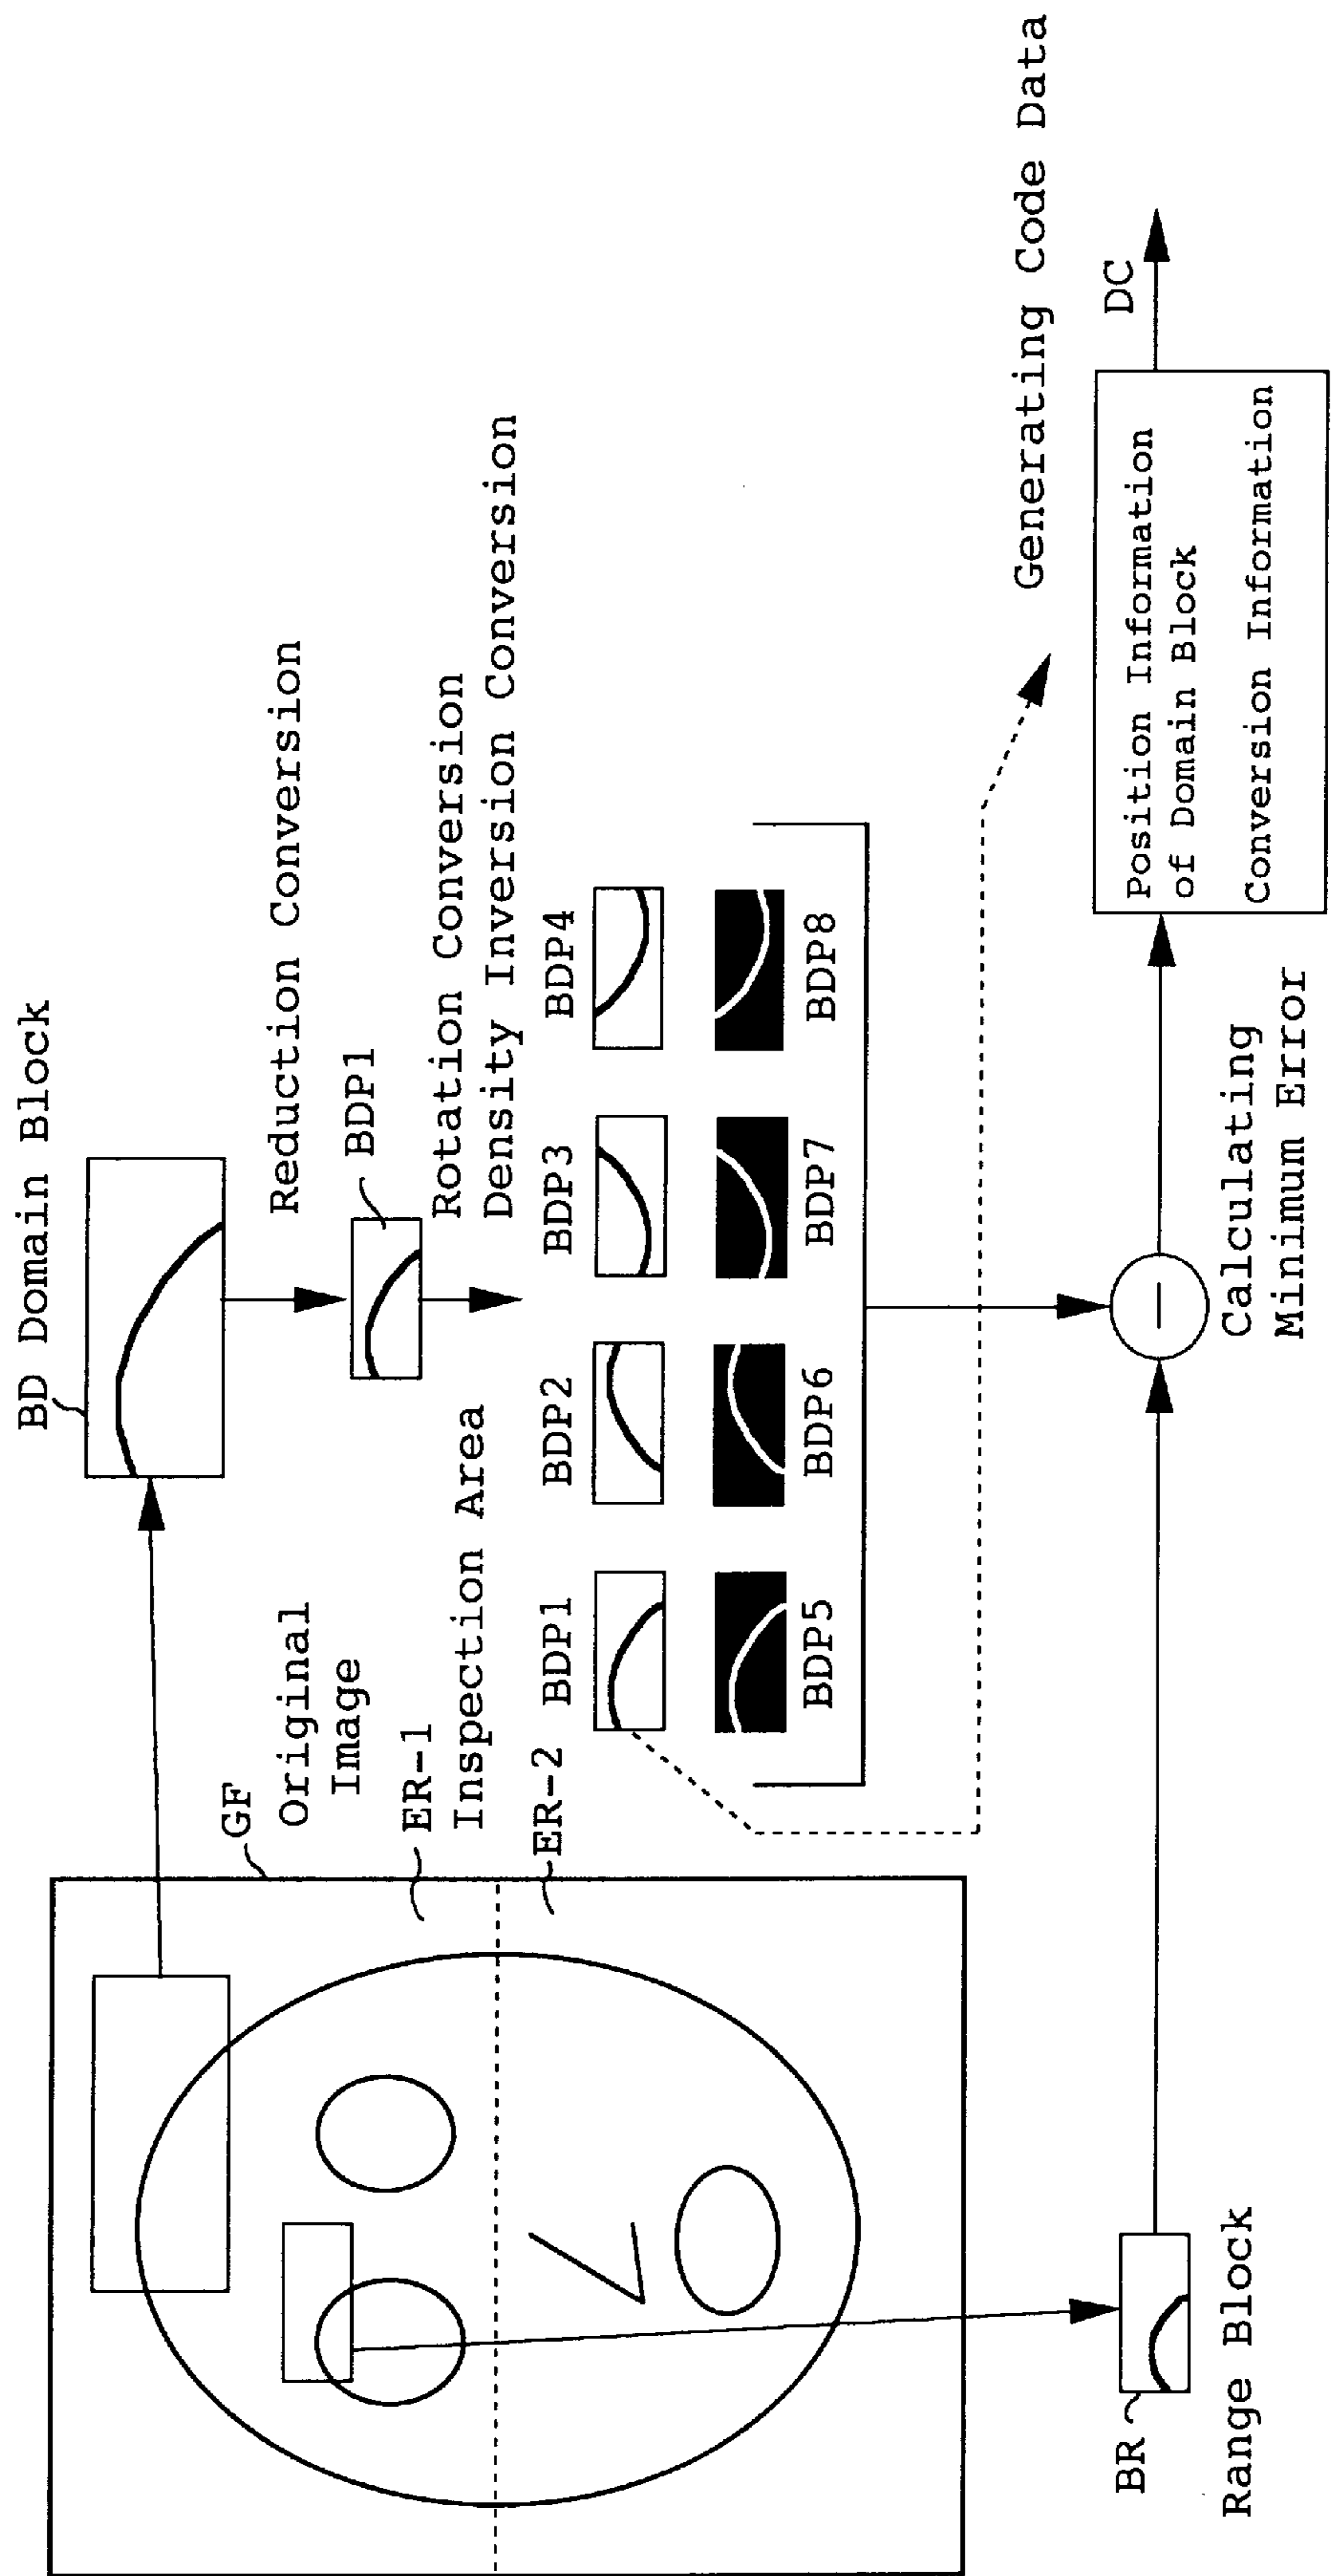 BD Domain Block
Reduction Conversion
BDP1
Rotation Conversion
Density Inversion Conversion
GF
Original
Image
ER-1
Inspection Area
ER-2
BDP1
BDP2
BDP3
BDP4
BDP5
BDP6
BDP7
BDP8
Generating Code Data
BR
Range Block
Calculating
Minimum Error
Position Information
of Domain Block
Conversion Information
DC